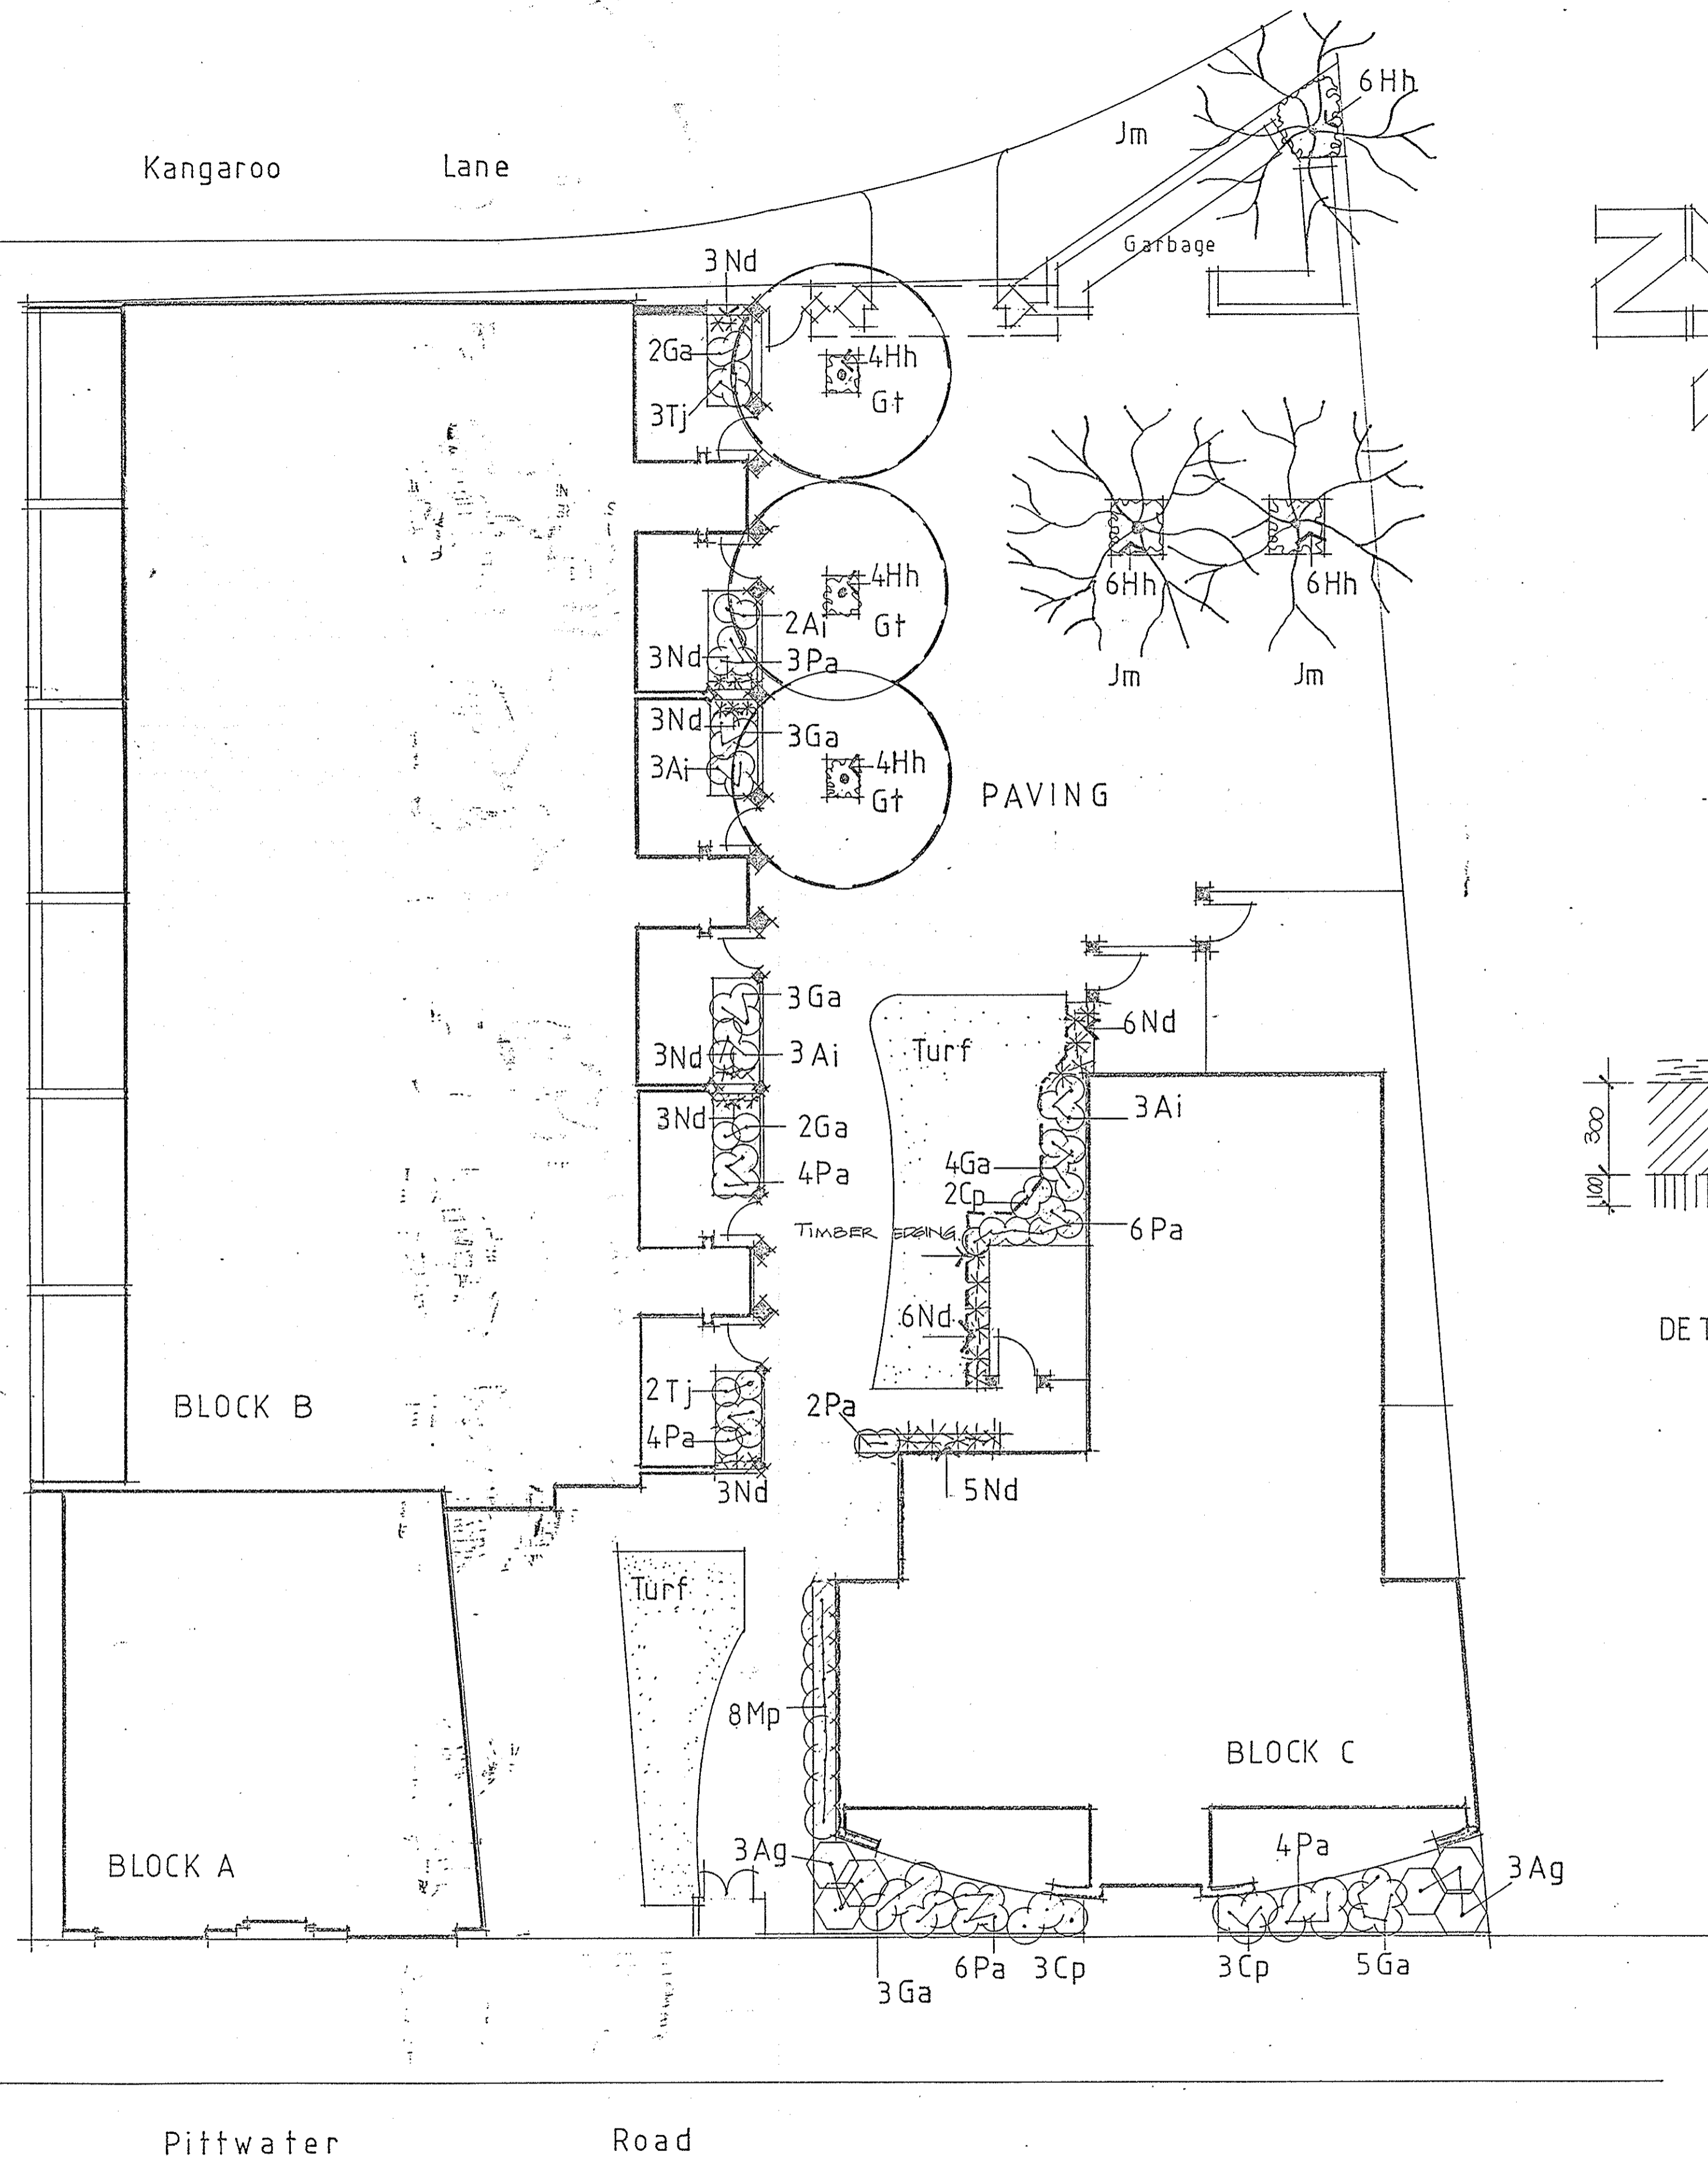 6Hh
Jm
Kangaroo Lane
Garbage
3Nd
2Ga
4Hh
Gt
3Tj
4Hh
2Ai
Gt
3Nd
3Pa
6Hh
6Hh
Jm
Jm
3Nd
3Ga
3Ai
4Hh
Gt
PAVING
3Ga
3Nd
3Ai
Turf
6Nd
3Nd
2Ga
4Pa
3Ai
4Ga
2Cp
6Pa
TIMBER EDGING
300
100
6Nd
DET
BLOCK B
2Tj
4Pa
3Nd
2Pa
5Nd
Turf
8Mp
BLOCK C
BLOCK A
3Ag
4Pa
3Ag
3Ga
6Pa
3Cp
3Cp
5Ga
Pittwater Road